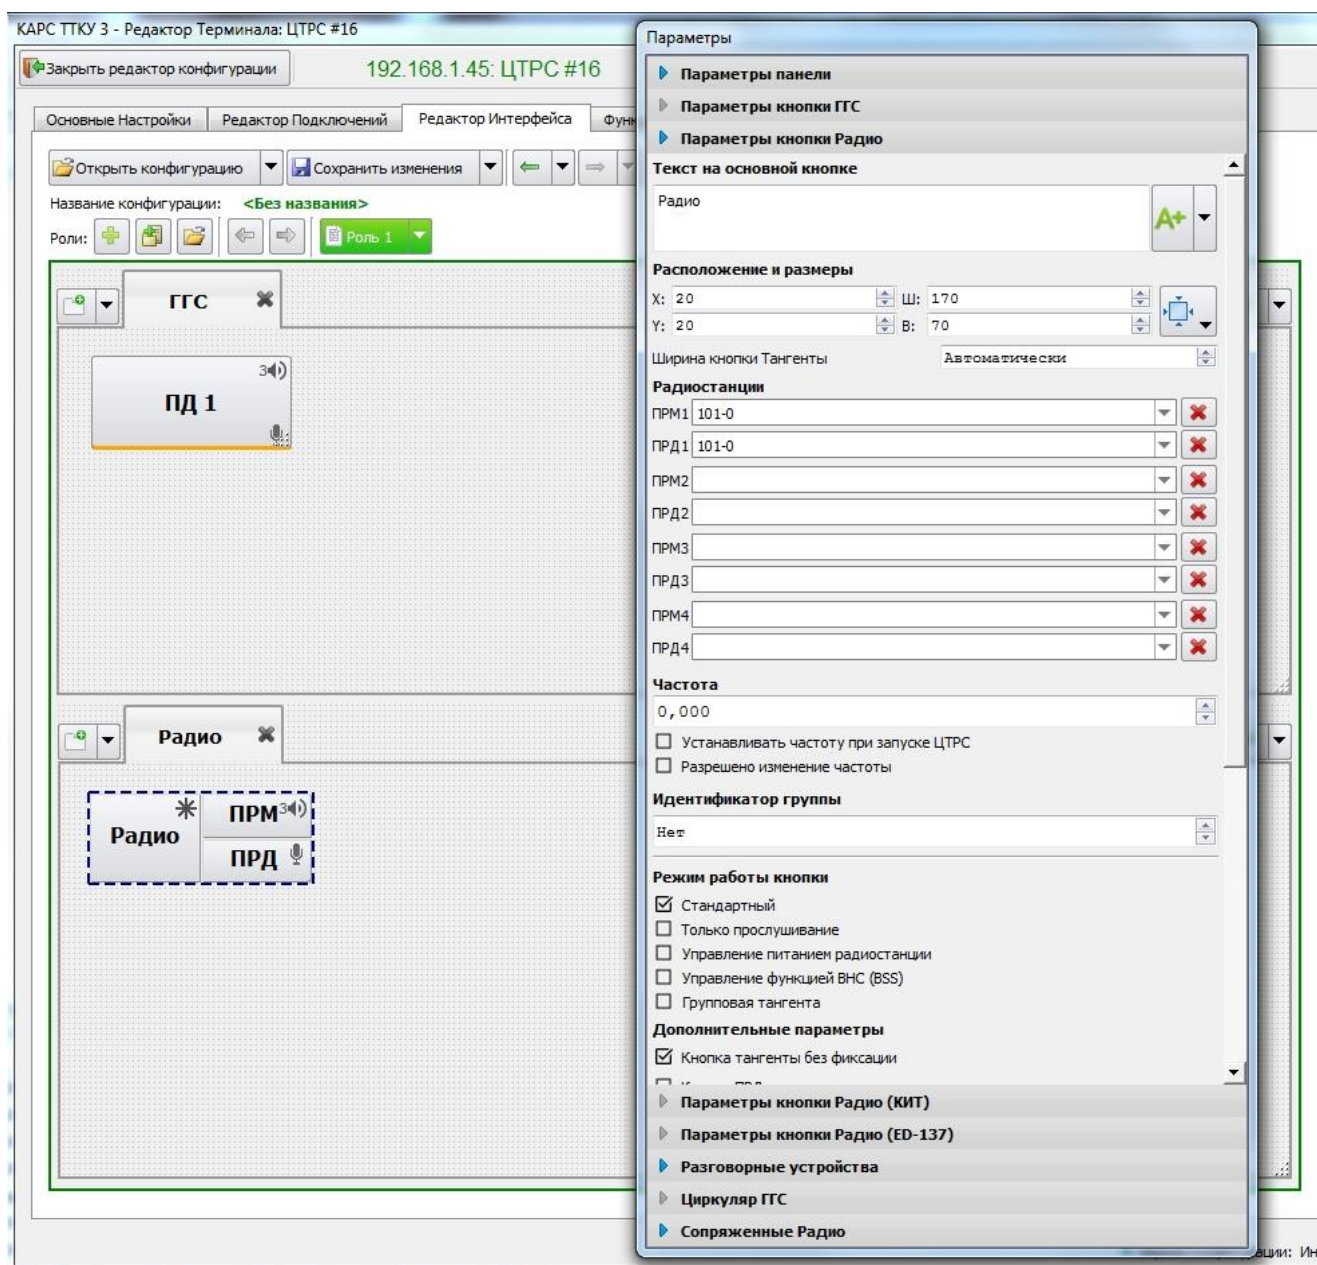 КАРС ТТКУ 3 - Редактор Терминала: ЦТРС #16
Закрыть редактор конфигурации
192.168.1.45: ЦТРС #16
Основные Настройки
Редактор Подключений
Редактор Интерфейса
Открыть конфигурацию
Сохранить изменения
Название конфигурации: <Без названия>
Роли:
Роль 1
ГГС
3
ПД 1
Радио
Радио
ПРМ 3
ПРД
Параметры
Параметры панели
Параметры кнопки ГГС
Параметры кнопки Радио
Текст на основной кнопке
Радио
A+
Расположение и размеры
X: 20 Ш: 170
Y: 20 В: 70
Ширина кнопки Тангенты Автоматически
Радиостанции
ПРМ1 101-0
ПРД1 101-0
ПРМ2
ПРД2
ПРМ3
ПРД3
ПРМ4
ПРД4
Частота
0,000
Устанавливать частоту при запуске ЦТРС
Разрешено изменение частоты
Идентификатор группы
Нет
Режим работы кнопки
Стандартный
Только прослушивание
Управление питанием радиостанции
Управление функцией ВНС (BSS)
Групповая тангента
Дополнительные параметры
Кнопка тангенты без фиксации
Параметры кнопки Радио (КИТ)
Параметры кнопки Радио (ED-137)
Разговорные устройства
Циркуляр ГГС
Сопряженные Радио